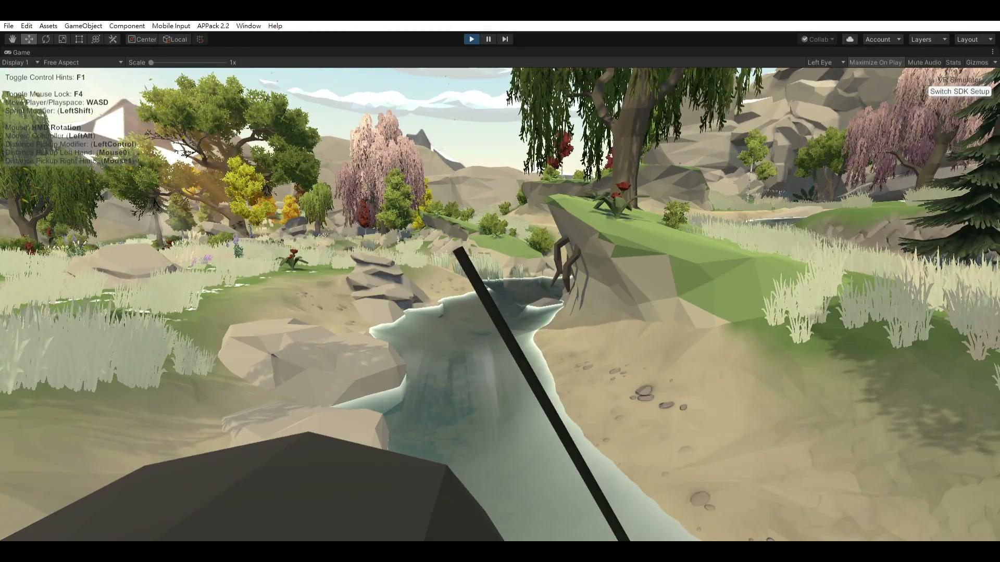 File Edit Assets GameObject Component Mobile Input APPack 2.2 Window Help
Center Local Collab Account Layers Layout
Game
Display 1 Free Aspect Scale 1x Left Eye Maximize On Play Mute Audio Stats Gizmos
Toggle Control Hints: F1
VR Simulator
Switch SDK Setup
Toggle Mouse Lock: F4
Move Player/Playspace: WASD
Sprint Modifier: (LeftShift)
Mouse: HMD Rotation
Modes: Controller (LeftAlt)
Distance Pickup Modifier: (LeftControl)
Distance Pickup Left Hand: (Mouse0)
Distance Pickup Right Hand: (Mouse1)